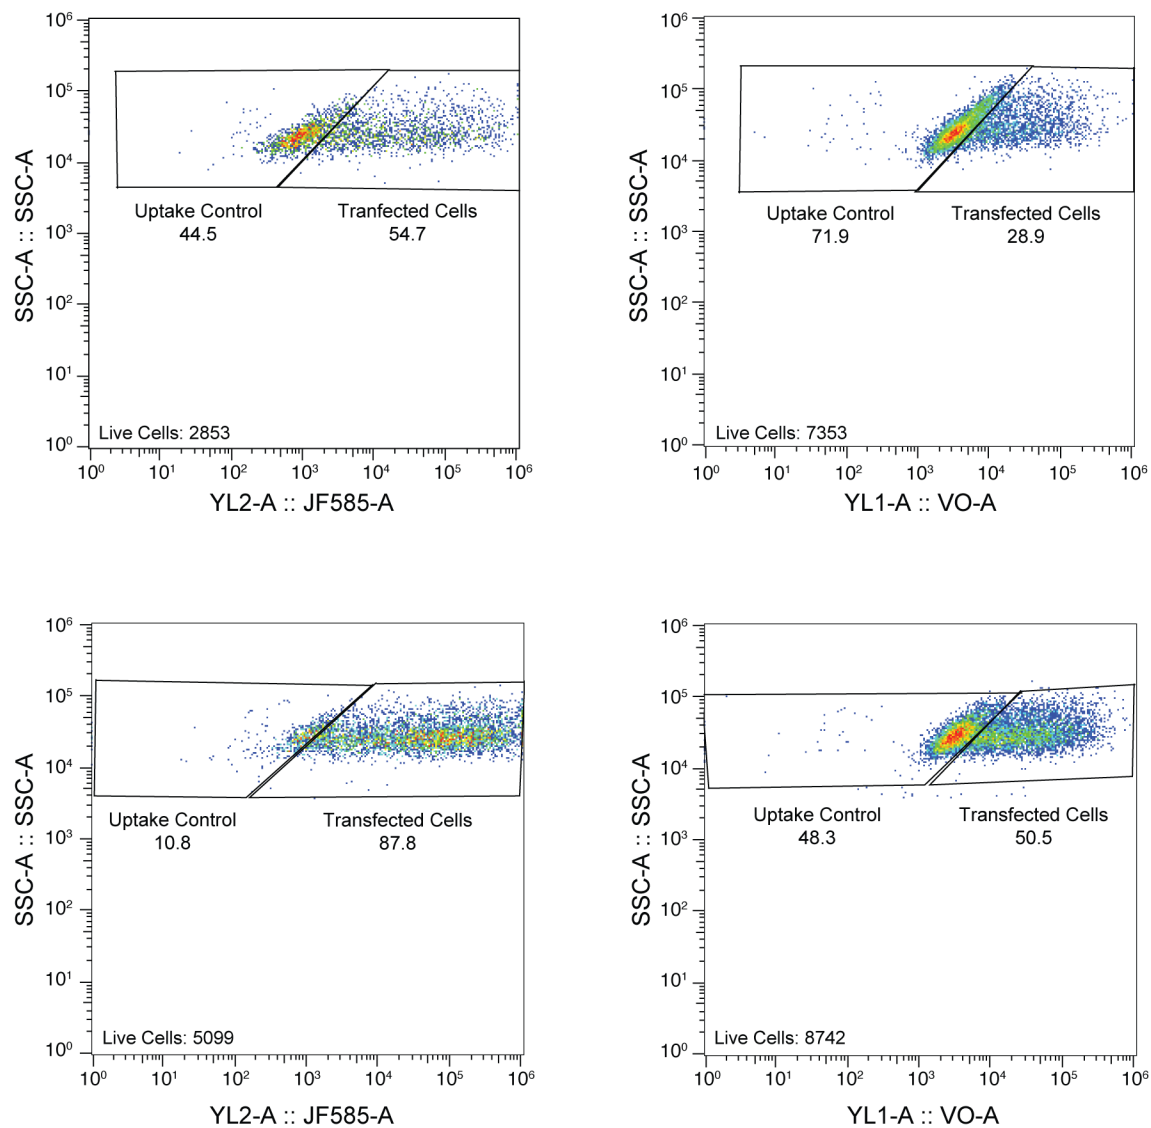 10⁶
10⁵
10⁴
10³
10²
10¹
10⁰
SSC-A :: SSC-A
Uptake Control
44.5
Tranfected Cells
54.7
Live Cells: 2853
10⁰ 10¹ 10² 10³ 10⁴ 10⁵ 10⁶
YL2-A :: JF585-A
10⁶
10⁵
10⁴
10³
10²
10¹
10⁰
SSC-A :: SSC-A
Uptake Control
71.9
Transfected Cells
28.9
Live Cells: 7353
10⁰ 10¹ 10² 10³ 10⁴ 10⁵ 10⁶
YL1-A :: VO-A
10⁶
10⁵
10⁴
10³
10²
10¹
10⁰
SSC-A :: SSC-A
Uptake Control
10.8
Transfected Cells
87.8
Live Cells: 5099
10⁰ 10¹ 10² 10³ 10⁴ 10⁵ 10⁶
YL2-A :: JF585-A
10⁶
10⁵
10⁴
10³
10²
10¹
10⁰
SSC-A :: SSC-A
Uptake Control
48.3
Transfected Cells
50.5
Live Cells: 8742
10⁰ 10¹ 10² 10³ 10⁴ 10⁵ 10⁶
YL1-A :: VO-A